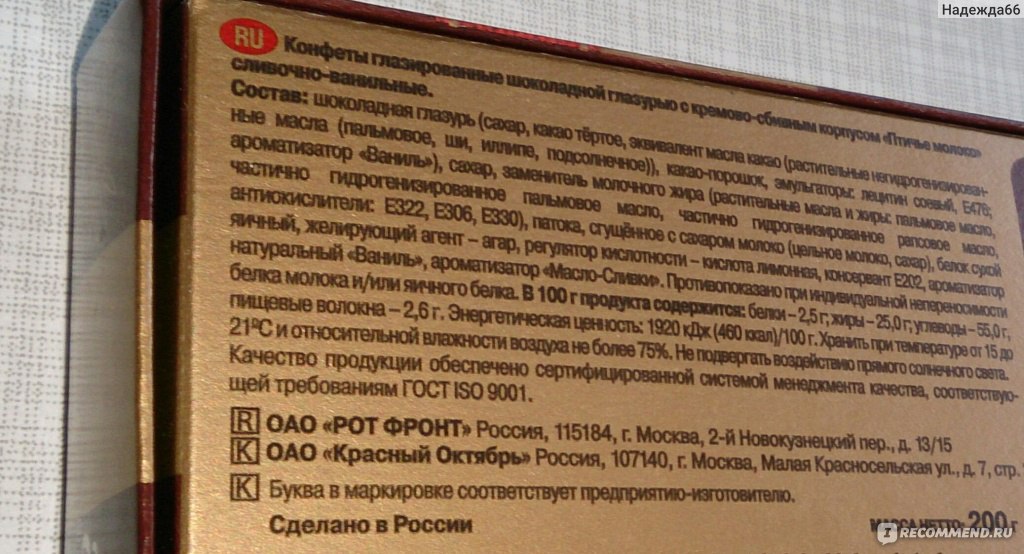 Надежда66
RU Конфеты глазированные шоколадной глазурью с кремово-сбивным корпусом «Птичье молоко»
сливочно-ванильные.
Состав: шоколадная глазурь (сахар, какао тёртое, эквивалент масла какао (растительные негидрогенизирован-
ные масла (пальмовое, ши, иллипе, подсолнечное)), какао-порошок, эмульгаторы: лецитин соевый, Е476;
ароматизатор «Ваниль»), сахар, заменитель молочного жира (растительные масла и жиры: пальмовое масло,
частично гидрогенизированное пальмовое масло, частично гидрогенизированное рапсовое масло,
антиокислители: Е322, Е306, Е330), патока, сгущённое с сахаром молоко (цельное молоко, сахар), белок сухой
яичный, желирующий агент – агар, регулятор кислотности – кислота лимонная, консервант Е202, ароматизатор
натуральный «Ваниль», ароматизатор «Масло-Сливки». Противопоказано при индивидуальной непереносимости
белка молока и/или яичного белка. В 100 г продукта содержится: белки – 2,5 г; жиры – 25,0 г; углеводы – 55,0 г,
пищевые волокна – 2,6 г. Энергетическая ценность: 1920 кДж (460 ккал)/100 г. Хранить при температуре от 15 до
21ºС и относительной влажности воздуха не более 75%. Не подвергать воздействию прямого солнечного света.
Качество продукции обеспечено сертифицированной системой менеджмента качества, соответствую-
щей требованиям ГОСТ ISO 9001.
R ОАО «РОТ ФРОНТ» Россия, 115184, г. Москва, 2-й Новокузнецкий пер., д. 13/15
K ОАО «Красный Октябрь» Россия, 107140, г. Москва, Малая Красносельская ул., д. 7, стр.
K Буква в маркировке соответствует предприятию-изготовителю.
Сделано в России
МАССА НЕТТО: 200 г
IRECOMMEND.RU